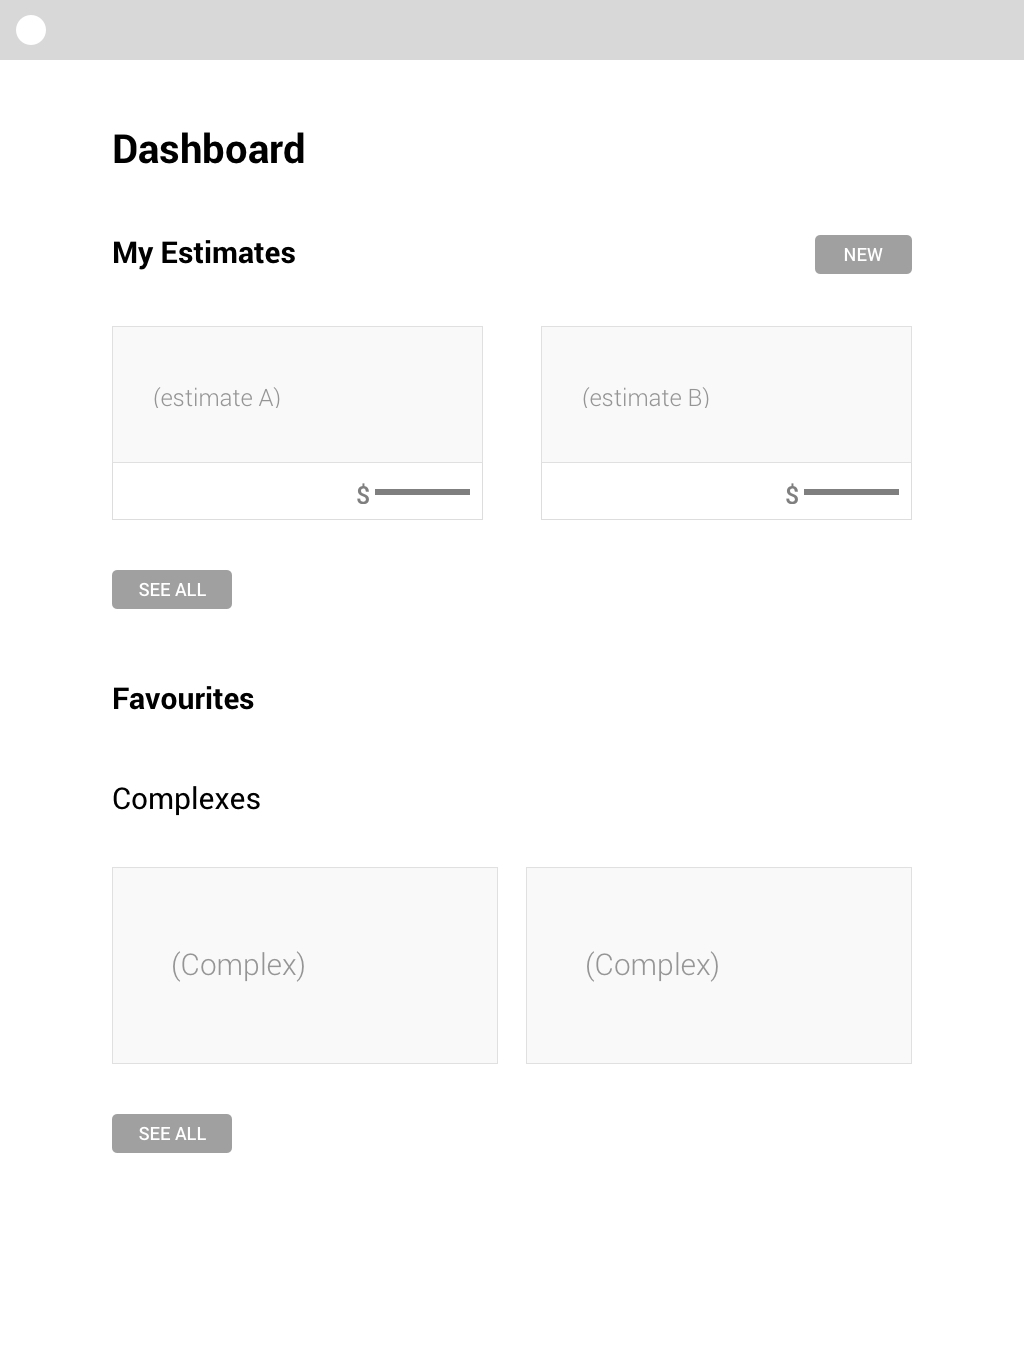 Dashboard
My Estimates
NEW
(estimate A)
(estimate B)
$
$
SEE ALL
Favourites
Complexes
(Complex)
(Complex)
SEE ALL